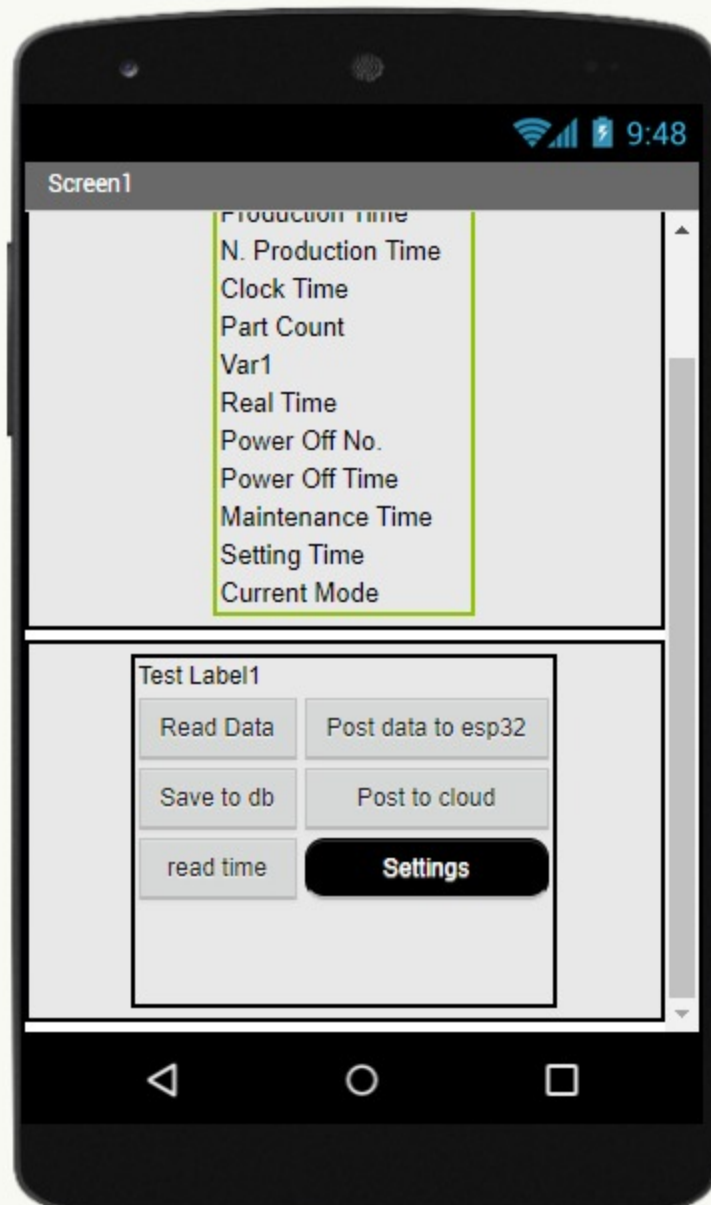 9:48
Screen1
Production Time
N. Production Time
Clock Time
Part Count
Var1
Real Time
Power Off No.
Power Off Time
Maintenance Time
Setting Time
Current Mode
Test Label1
Read Data Post data to esp32
Save to db Post to cloud
read time Settings